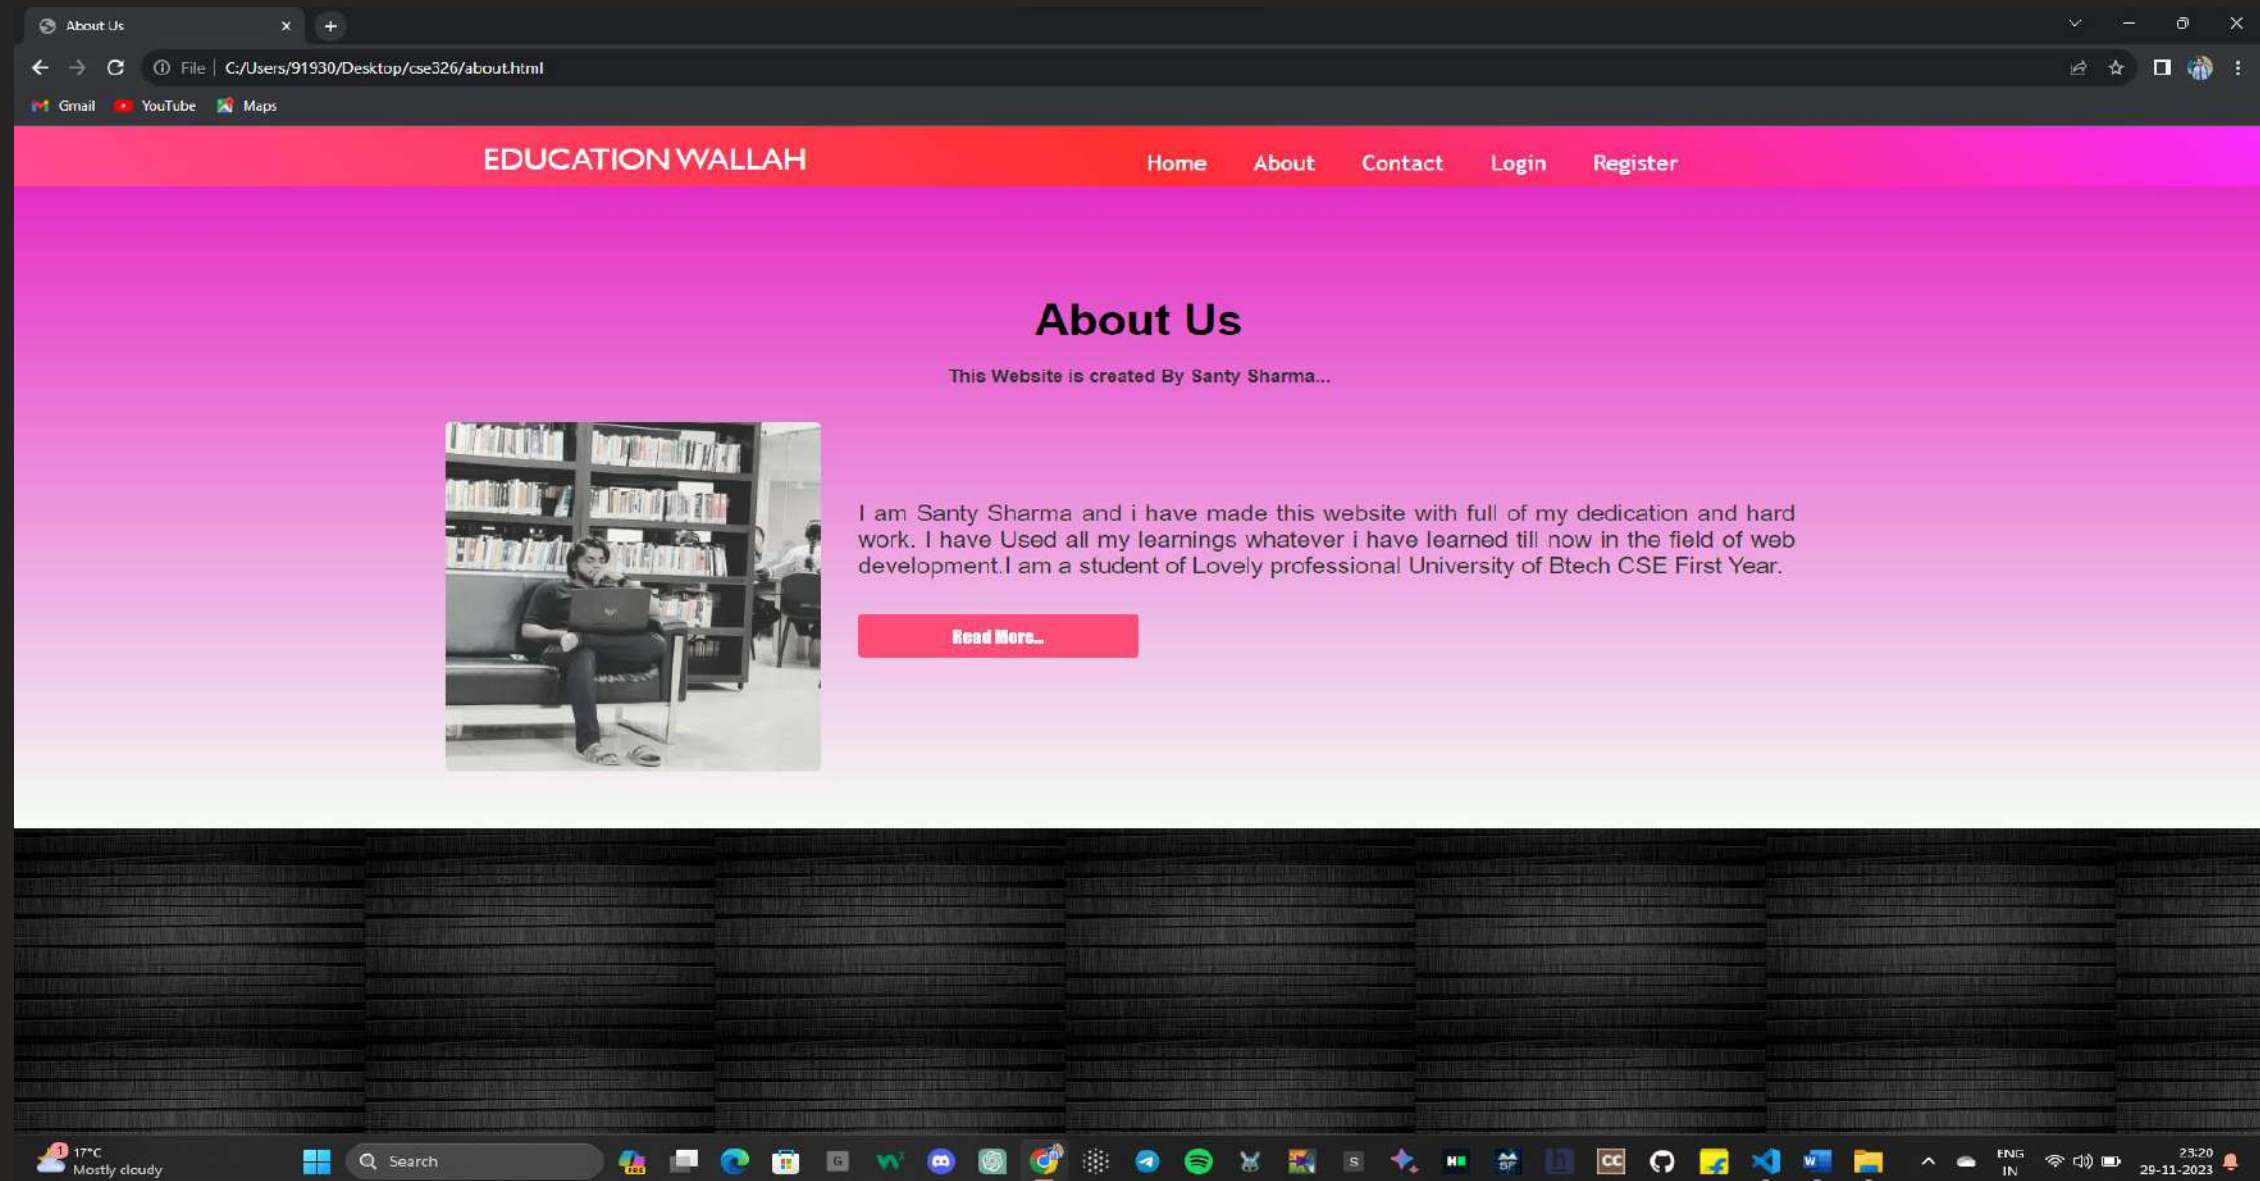 About Us
File | C:/Users/91930/Desktop/cse326/about.html
Gmail YouTube Maps
EDUCATION WALLAH Home About Contact Login Register
About Us
This Website is created By Santy Sharma...
I am Santy Sharma and i have made this website with full of my dedication and hard
work. I have Used all my learnings whatever i have learned till now in the field of web
development.I am a student of Lovely professional University of Btech CSE First Year.
Read More...
1 17°C
Mostly cloudy
Search
ENG
IN
23:20
29-11-2023